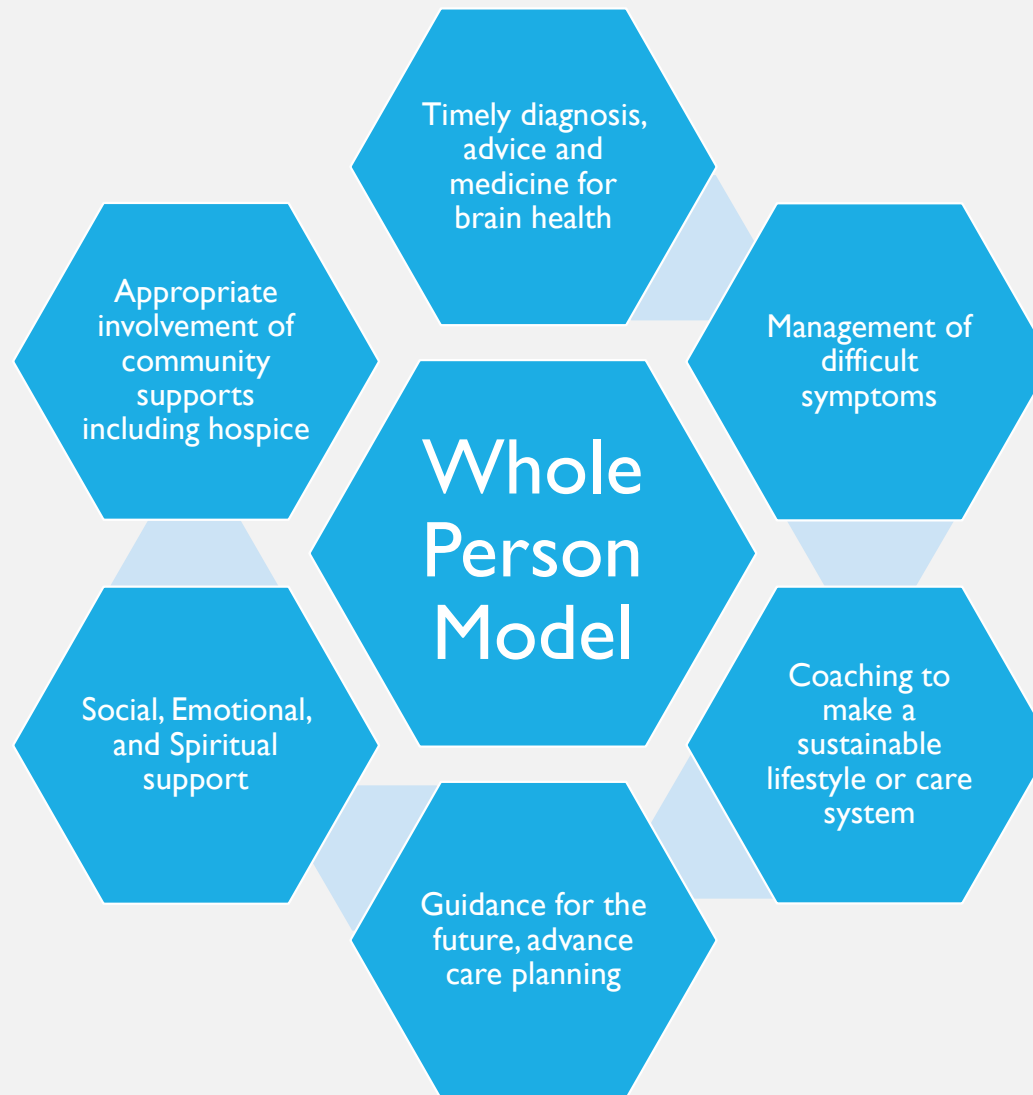 Timely diagnosis,
advice and
medicine for
brain health
Management of
difficult
symptoms
Coaching to
make a
sustainable
lifestyle or care
system
Guidance for the
future, advance
care planning
Social, Emotional,
and Spiritual
support
Appropriate
involvement of
community
supports
including hospice
Whole
Person
Model